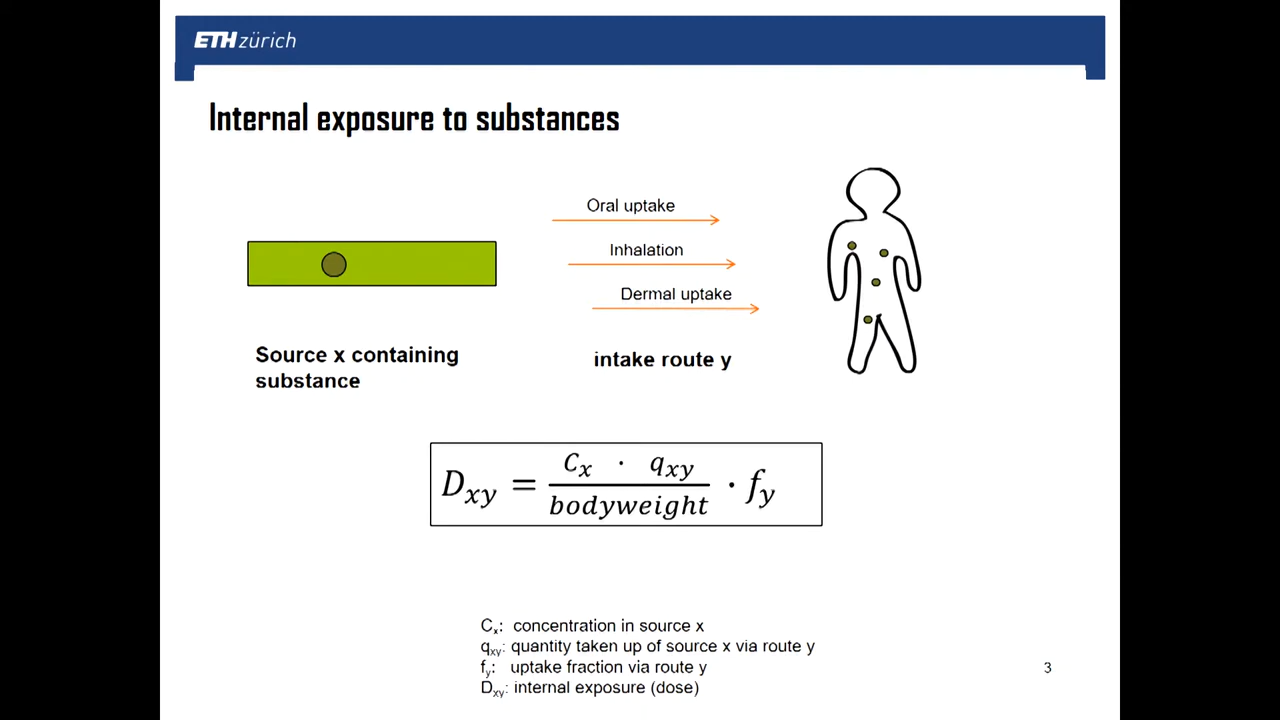 ETH zürich
Internal exposure to substances
Oral uptake
Inhalation
Dermal uptake
Source x containing
substance
intake route y
D_xy = (C_x · q_xy) / bodyweight · f_y
C_x: concentration in source x
q_xy: quantity taken up of source x via route y
f_y: uptake fraction via route y
D_xy: internal exposure (dose)
3